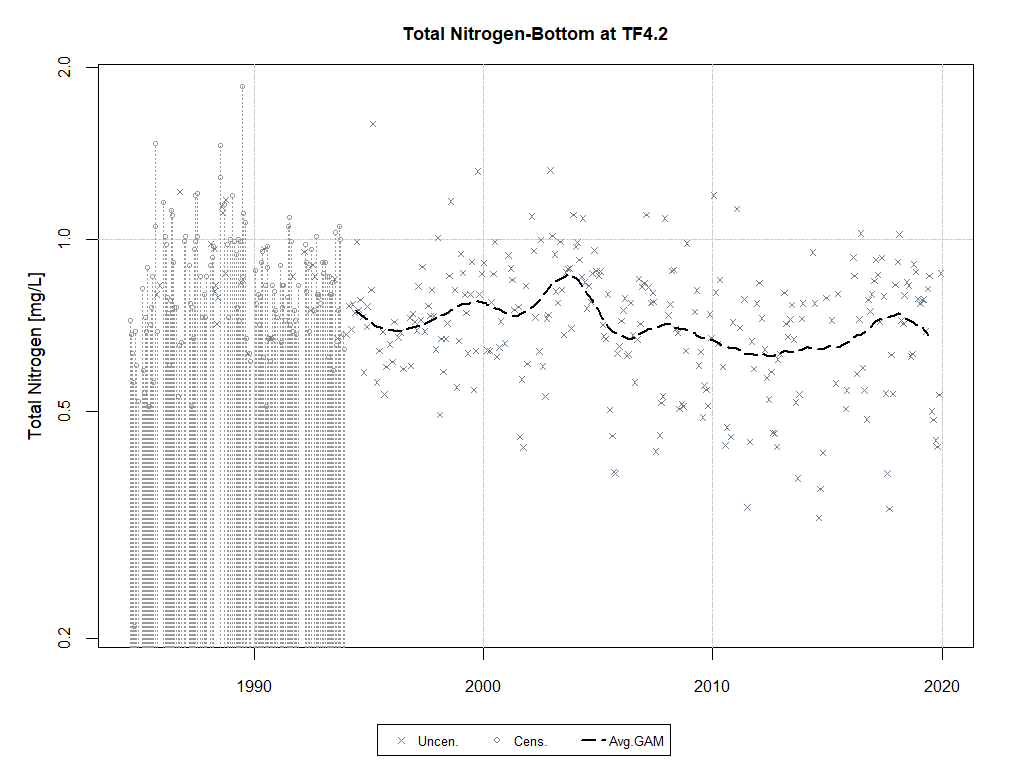 Total Nitrogen-Bottom at TF4.2
Total Nitrogen [mg/L]
2.0
1.0
0.5
0.2
1990 2000 2010 2020
Uncen. Cens. Avg.GAM